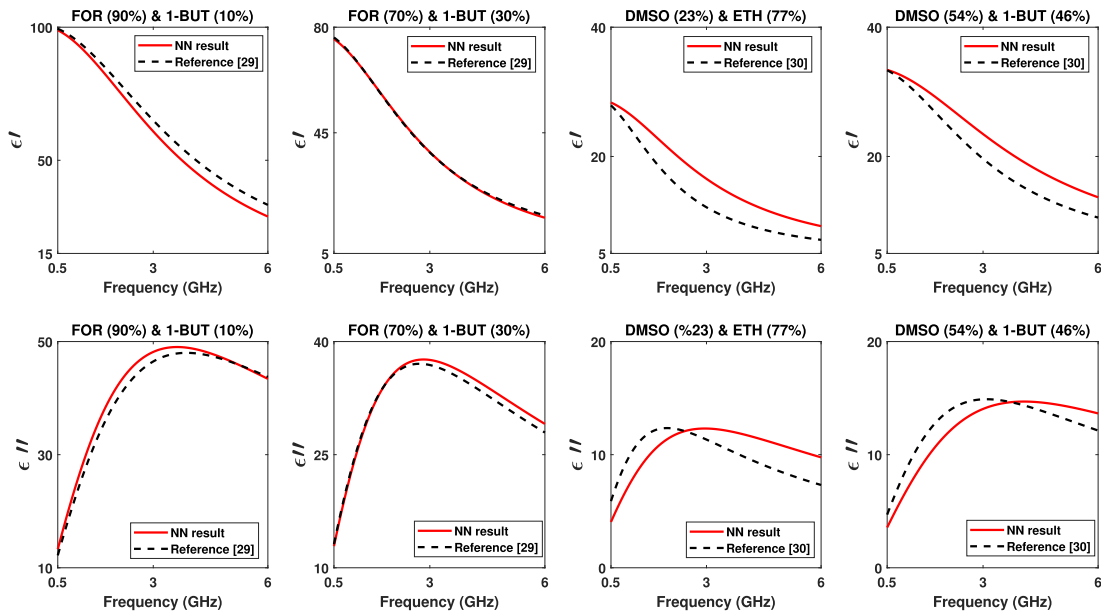 FOR (90%) & 1-BUT (10%)
100
50
15
ϵ′
NN result
Reference [29]
0.5
3
6
Frequency (GHz)
FOR (70%) & 1-BUT (30%)
80
45
5
ϵ′
NN result
Reference [29]
0.5
3
6
Frequency (GHz)
DMSO (23%) & ETH (77%)
40
20
5
ϵ′
NN result
Reference [30]
0.5
3
6
Frequency (GHz)
DMSO (54%) & 1-BUT (46%)
40
20
5
ϵ′
NN result
Reference [30]
0.5
3
6
Frequency (GHz)
FOR (90%) & 1-BUT (10%)
50
30
10
ϵ″
NN result
Reference [29]
0.5
3
6
Frequency (GHz)
FOR (70%) & 1-BUT (30%)
40
25
10
ϵ″
NN result
Reference [29]
0.5
3
6
Frequency (GHz)
DMSO (%23) & ETH (77%)
20
10
0
ϵ″
NN result
Reference [30]
0.5
3
6
Frequency (GHz)
DMSO (54%) & 1-BUT (46%)
20
10
0
ϵ″
NN result
Reference [30]
0.5
3
6
Frequency (GHz)